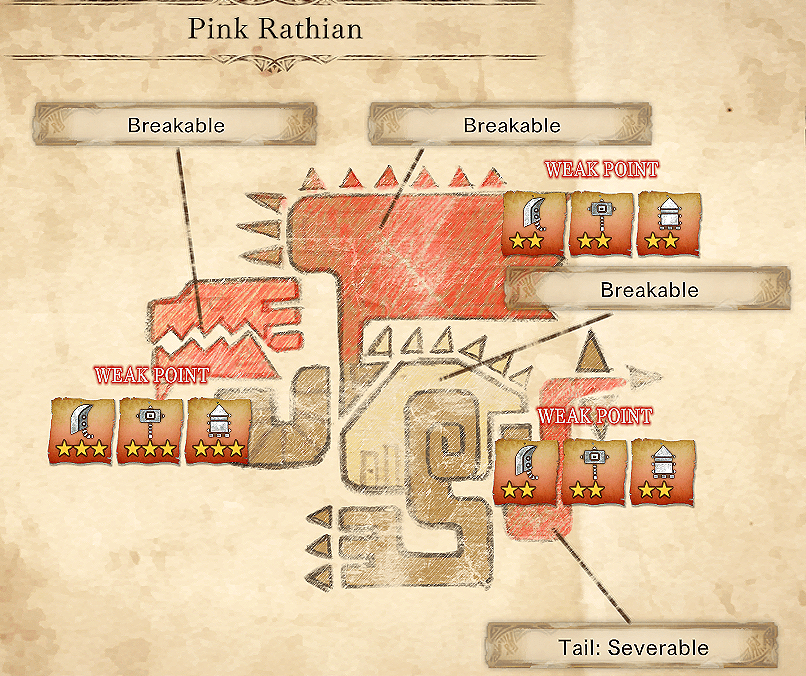 Pink Rathian
Breakable
Breakable
WEAK POINT
Breakable
WEAK POINT
WEAK POINT
Tail: Severable